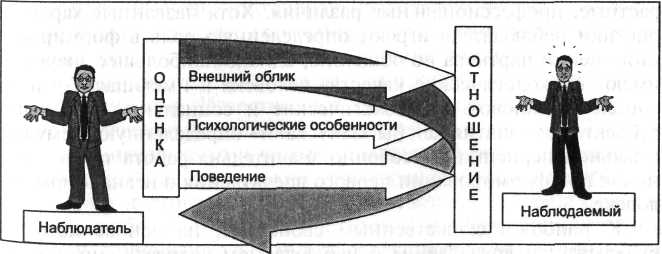 ОЦЕНКА
Внешний облик
Психологические особенности
Поведение
ОТНОШЕНИЕ
Наблюдатель
Наблюдаемый